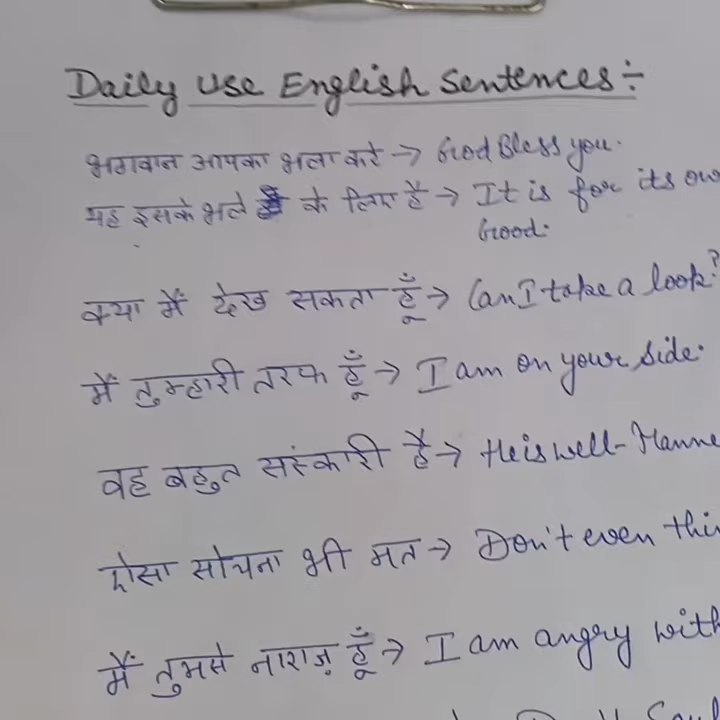 Daily Use English Sentences÷
भगवान आपका भला करे → God Bless you.
यह इसके भले के लिए है → It is for its
Good.
क्या मैं देख सकता हूँ → Can I take a look?
मैं तुम्हारी तरफ हूँ → I am on your side.
वह बहुत संस्कारी है → He is well-
ऐसा सोचना भी मत → Don't even
मैं तुमसे नाराज़ हूँ → I am angry with